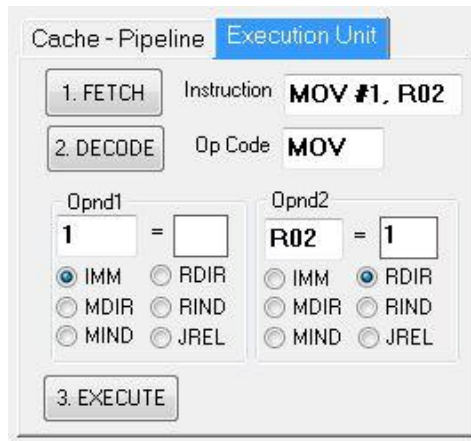 Cache - Pipeline Execution Unit
1. FETCH Instruction MOV #1, R02
2. DECODE Op Code MOV
Opnd1 Opnd2
1 = R02 = 1
IMM RDIR IMM RDIR
MDIR RIND MDIR RIND
MIND JREL MIND JREL
3. EXECUTE